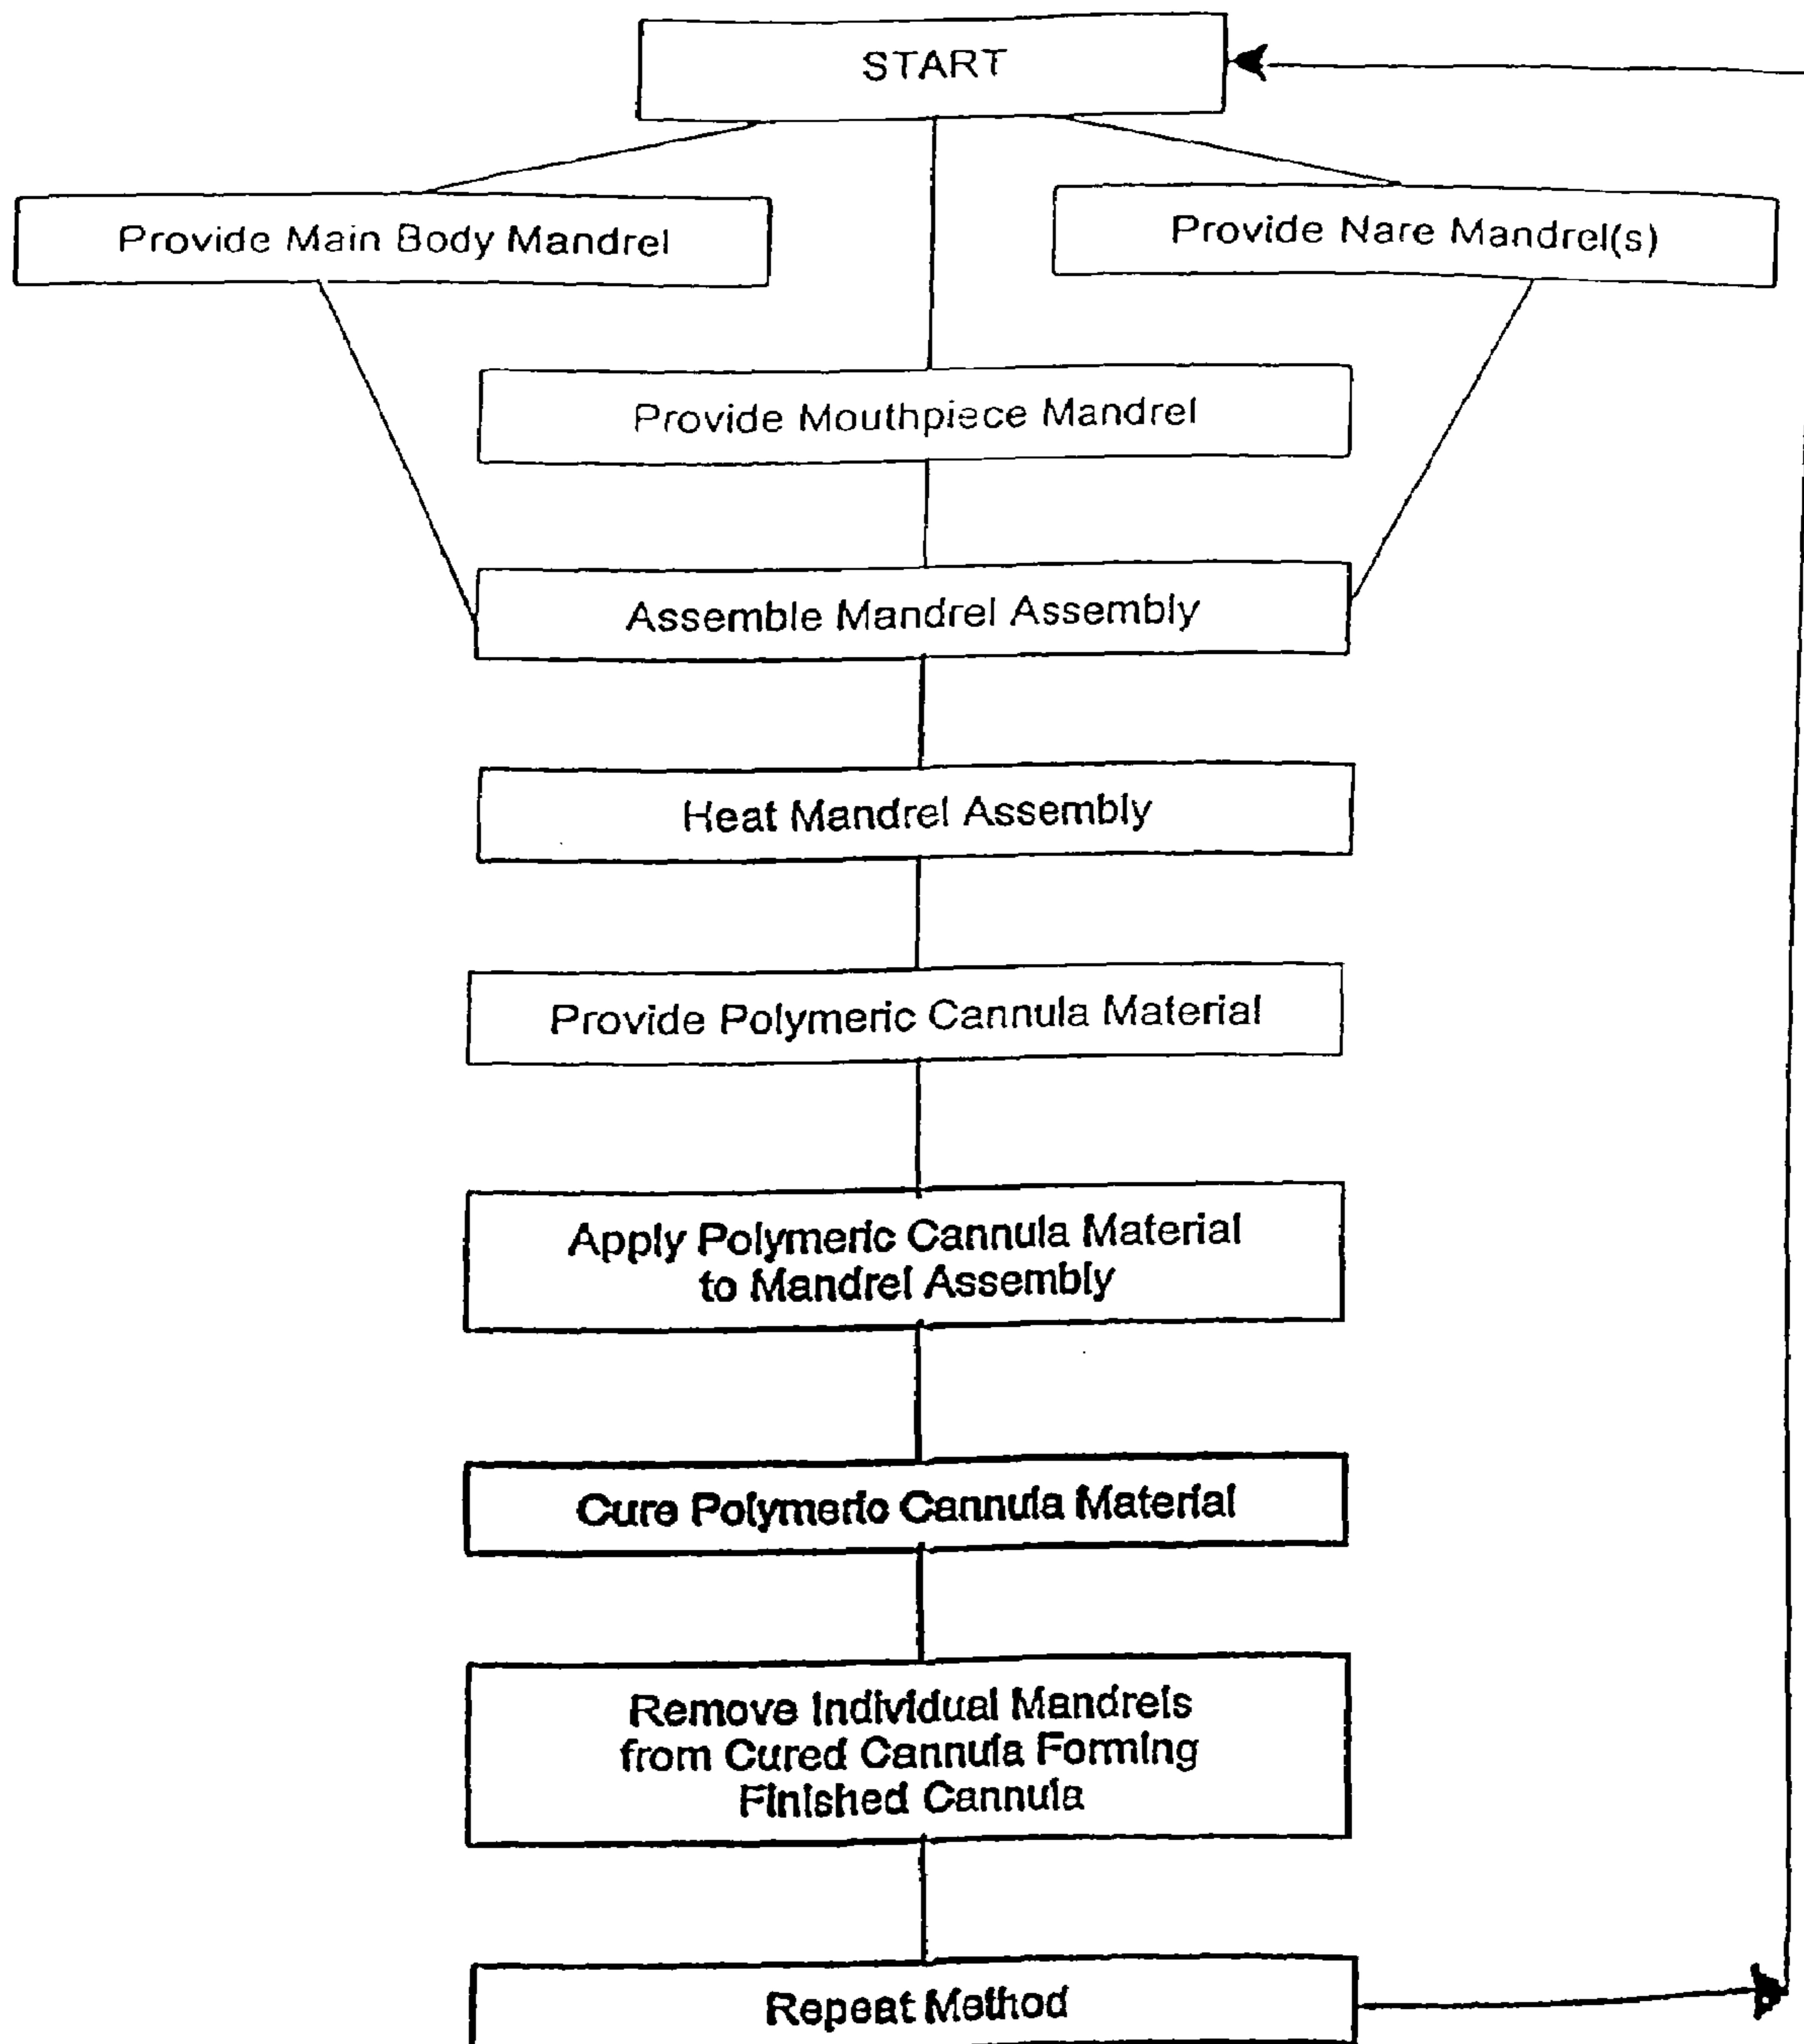 START
Provide Main Body Mandrel
Provide Nare Mandrel(s)
Provide Mouthpiece Mandrel
Assemble Mandrel Assembly
Heat Mandrel Assembly
Provide Polymeric Cannula Material
Apply Polymeric Cannula Material
to Mandrel Assembly
Cure Polymeric Cannula Material
Remove Individual Mandrels
from Cured Cannula Forming
Finished Cannula
Repeat Method